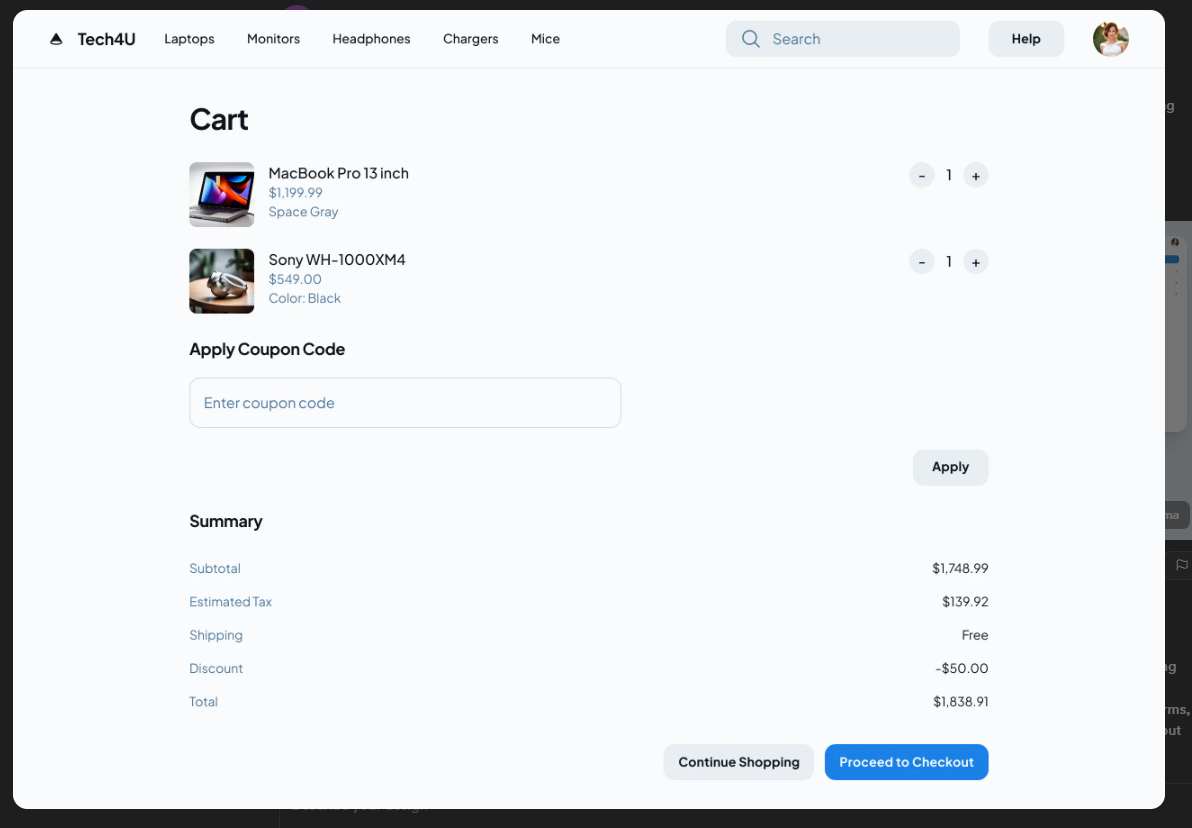 Tech4U Laptops Monitors Headphones Chargers Mice Search Help
Cart
MacBook Pro 13 inch
$1,199.99
Space Gray
- 1 +
Sony WH-1000XM4
$549.00
Color: Black
- 1 +
Apply Coupon Code
Enter coupon code
Apply
Summary
Subtotal $1,748.99
Estimated Tax $139.92
Shipping Free
Discount -$50.00
Total $1,838.91
Continue Shopping Proceed to Checkout